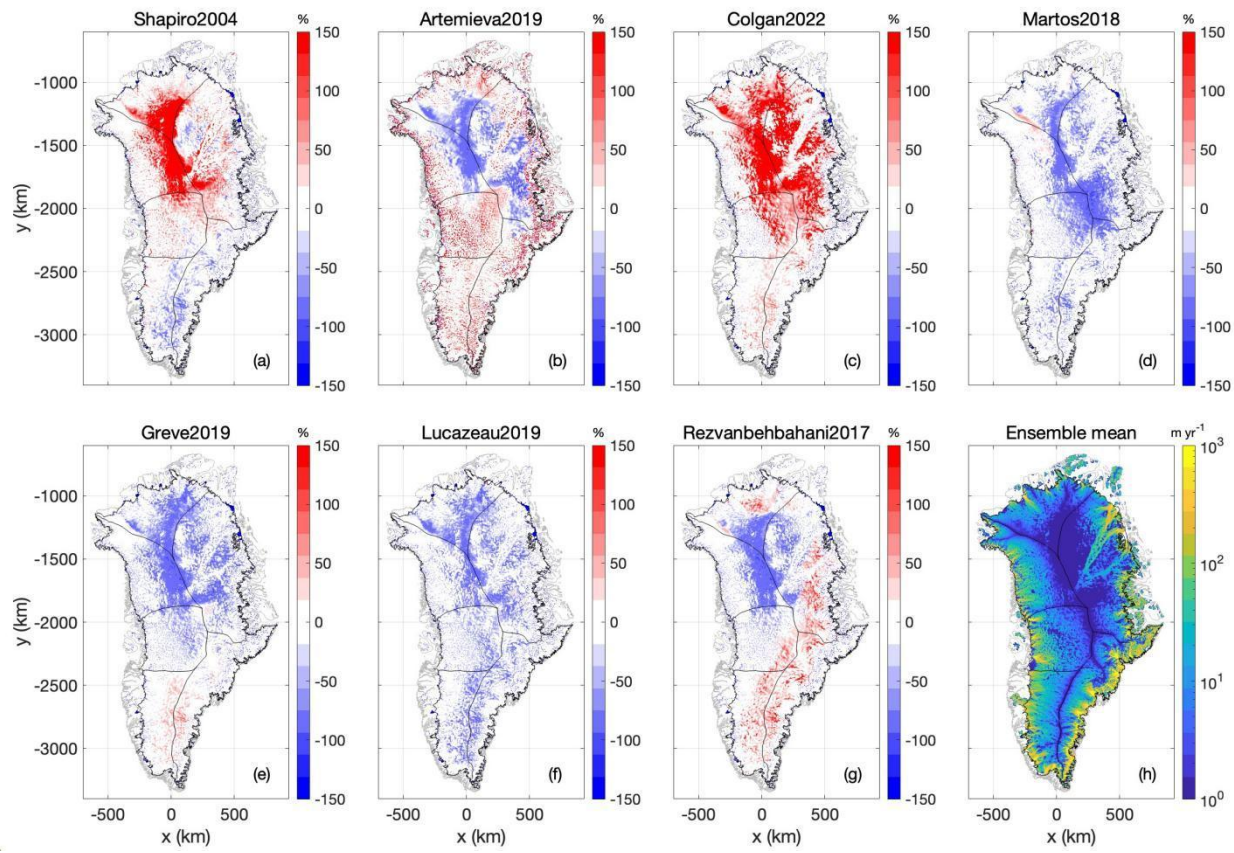 Shapiro2004 % Artemieva2019 % Colgan2022 % Martos2018 %
150 150 150 150
-1000 100 100 100 100
-1500 50 50 50 50
y (km) -2000 0 0 0 0
-2500 -50 -50 -50 -50
-3000 -100 -100 -100 -100
(a) (b) (c) (d)
-150 -150 -150 -150
Greve2019 % Lucazeau2019 % Rezvanbehbahani2017 % Ensemble mean m yr⁻¹
150 150 150 10³
-1000 100 100 100
-1500 50 50 50 10²
y (km) -2000 0 0 0
-2500 -50 -50 -50 10¹
-3000 -100 -100 -100
(e) (f) (g) (h)
-150 -150 -150 10⁰
-500 0 500 -500 0 500 -500 0 500 -500 0 500
x (km) x (km) x (km) x (km)